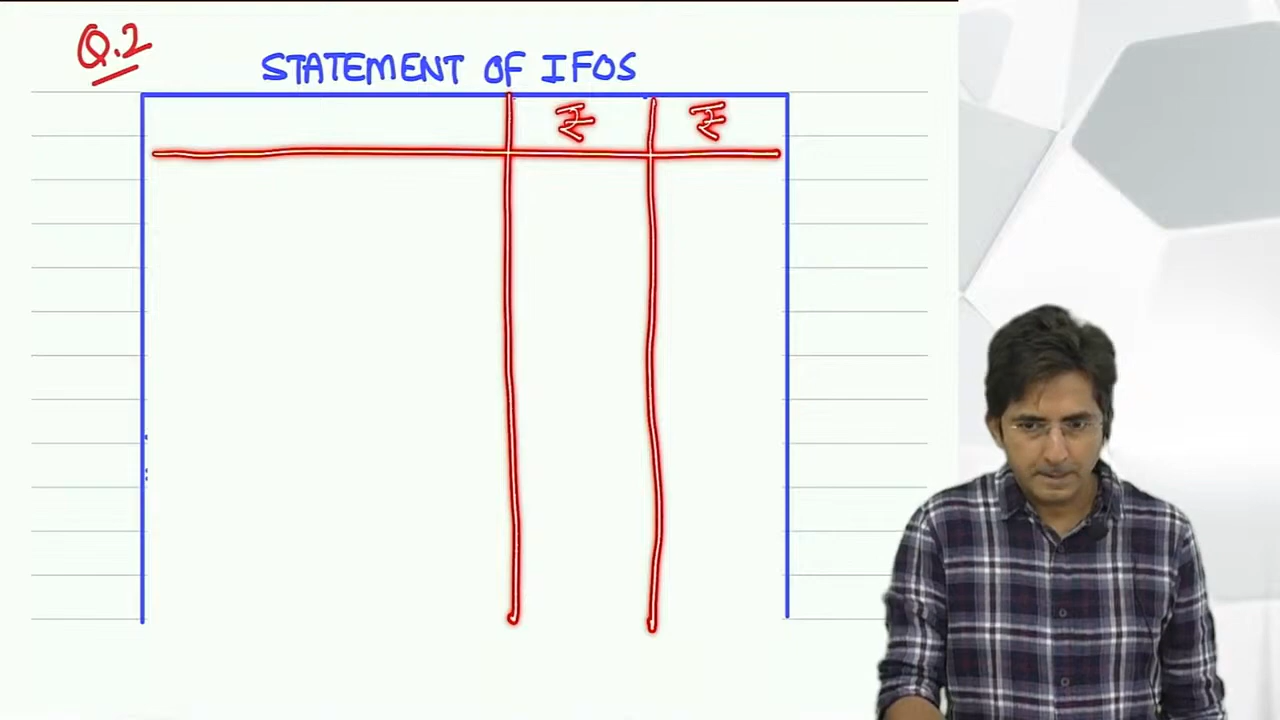 Q.2
STATEMENT OF IFOS
₹ ₹